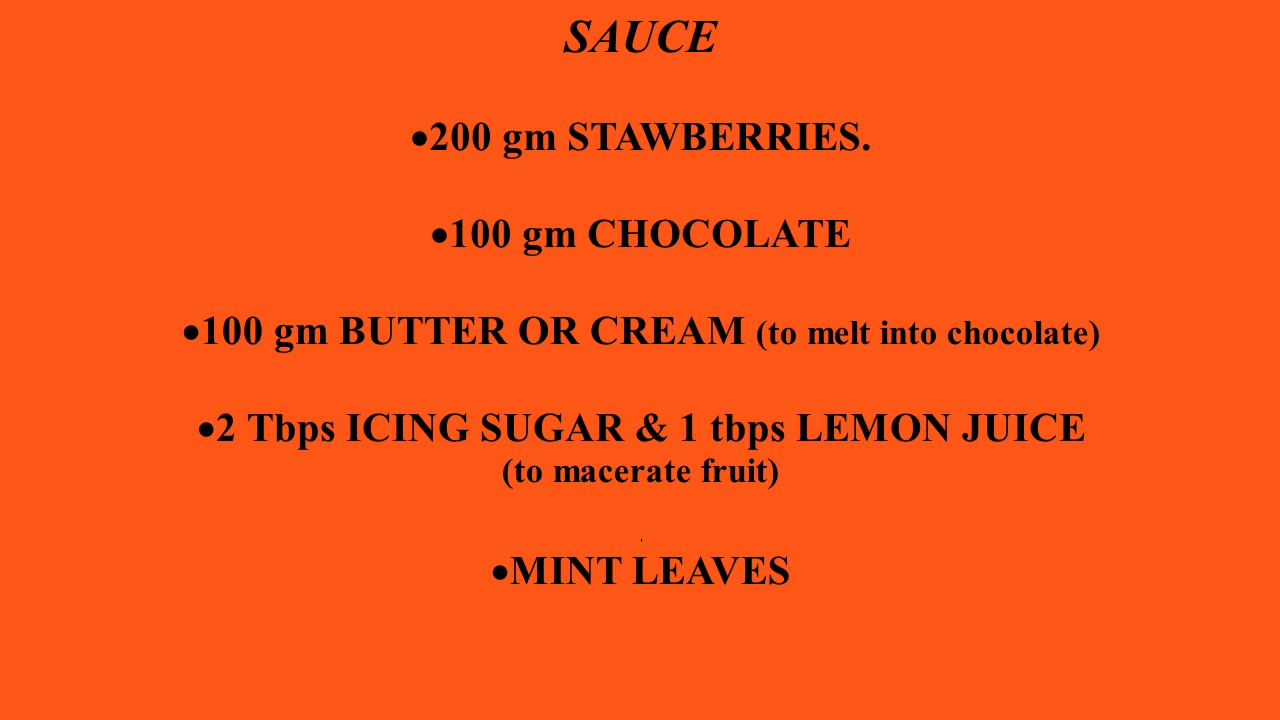 SAUCE
•200 gm STAWBERRIES.
•100 gm CHOCOLATE
•100 gm BUTTER OR CREAM (to melt into chocolate)
•2 Tbps ICING SUGAR & 1 tbps LEMON JUICE
(to macerate fruit)
•MINT LEAVES